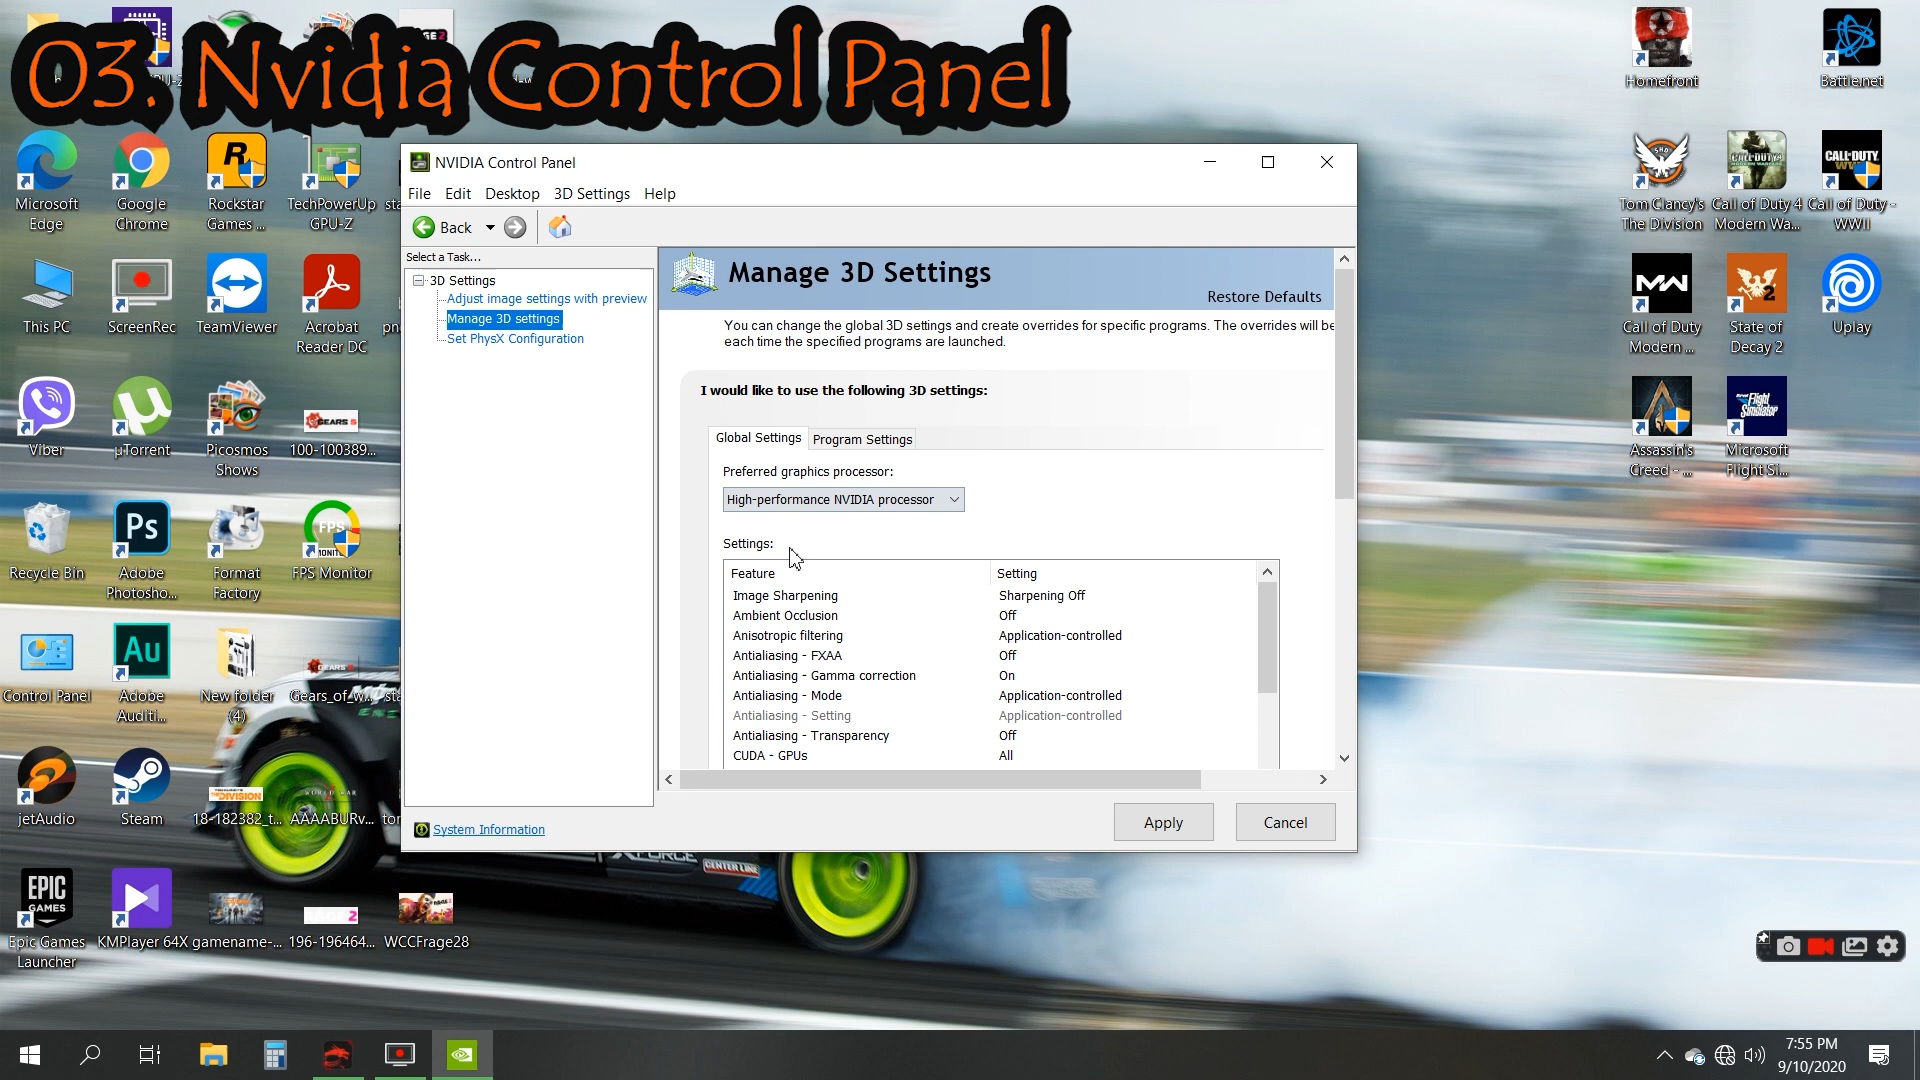 03. Nvidia Control Panel
Homefront
Battle.net
Microsoft
Edge
Google
Chrome
Rockstar
Games ...
TechPowerUp
GPU-Z
Tom Clancy's
The Division
Call of Duty 4
Modern Wa...
Call of Duty -
WWII
This PC
ScreenRec
TeamViewer
Acrobat
Reader DC
Call of Duty
Modern ...
State of
Decay 2
Uplay
Viber
µTorrent
Picosmos
Shows
100-100389...
Assassin's
Creed - ...
Microsoft
Flight Si...
Recycle Bin
Adobe
Photosho...
Format
Factory
FPS Monitor
Control Panel
Adobe
Auditi...
New folder
(4)
Gears_of_w...
jetAudio
Steam
18-182382_t...
AAAABURv...
Epic Games
Launcher
KMPlayer 64X
gamename-...
196-196464...
WCCFrage28
NVIDIA Control Panel
File Edit Desktop 3D Settings Help
Back
Select a Task...
3D Settings
Adjust image settings with preview
Manage 3D settings
Set PhysX Configuration
System Information
Manage 3D Settings
Restore Defaults
You can change the global 3D settings and create overrides for specific programs. The overrides will be
each time the specified programs are launched.
I would like to use the following 3D settings:
Global Settings Program Settings
Preferred graphics processor:
High-performance NVIDIA processor
Settings:
Feature Setting
Image Sharpening Sharpening Off
Ambient Occlusion Off
Anisotropic filtering Application-controlled
Antialiasing - FXAA Off
Antialiasing - Gamma correction On
Antialiasing - Mode Application-controlled
Antialiasing - Setting Application-controlled
Antialiasing - Transparency Off
CUDA - GPUs All
Apply Cancel
CENTERLINE
7:55 PM
9/10/2020